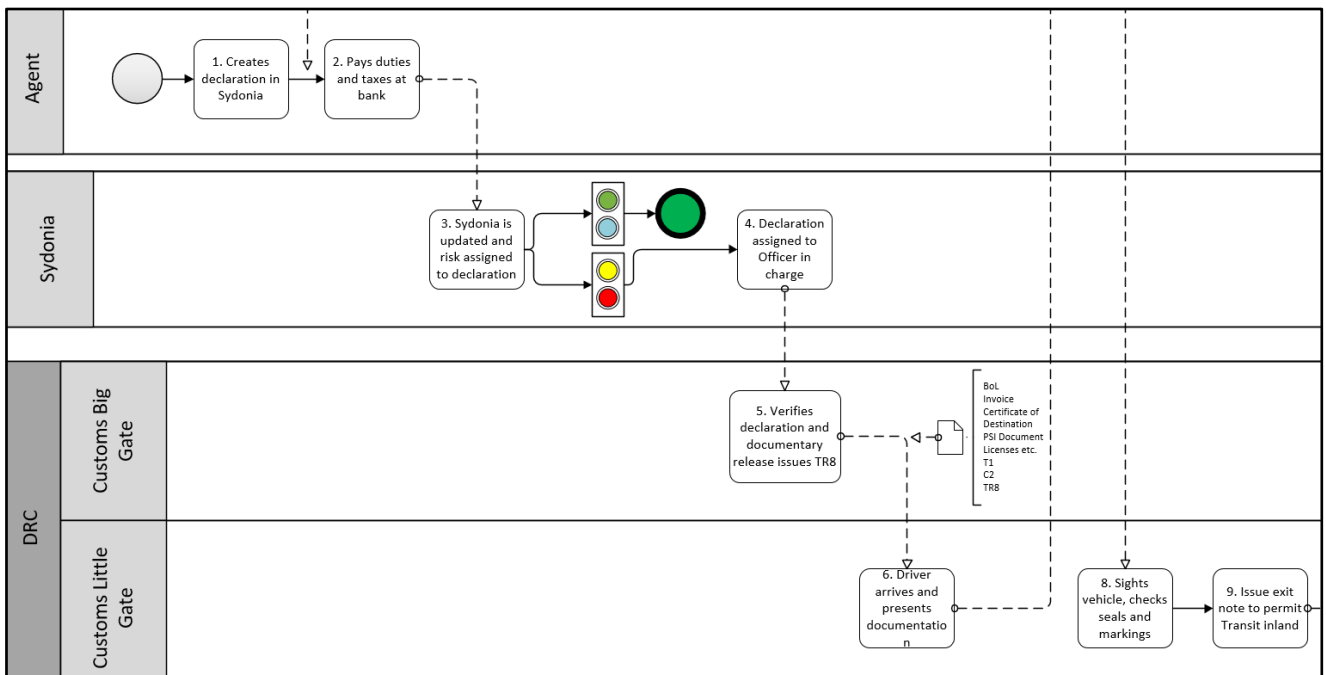 Agent
1. Creates
declaration in
Sydonia
2. Pays duties
and taxes at
bank
Sydonia
3. Sydonia is
updated and
risk assigned
to declaration
4. Declaration
assigned to
Officer in
charge
DRC
Customs Big
Gate
5. Verifies
declaration and
documentary
release issues TR8
BoL
Invoice
Certificate of
Destination
PSI Document
Licenses etc.
T1
C2
TR8
Customs Little
Gate
6. Driver
arrives and
presents
documentatio
n
8. Sights
vehicle, checks
seals and
markings
9. Issue exit
note to permit
Transit inland